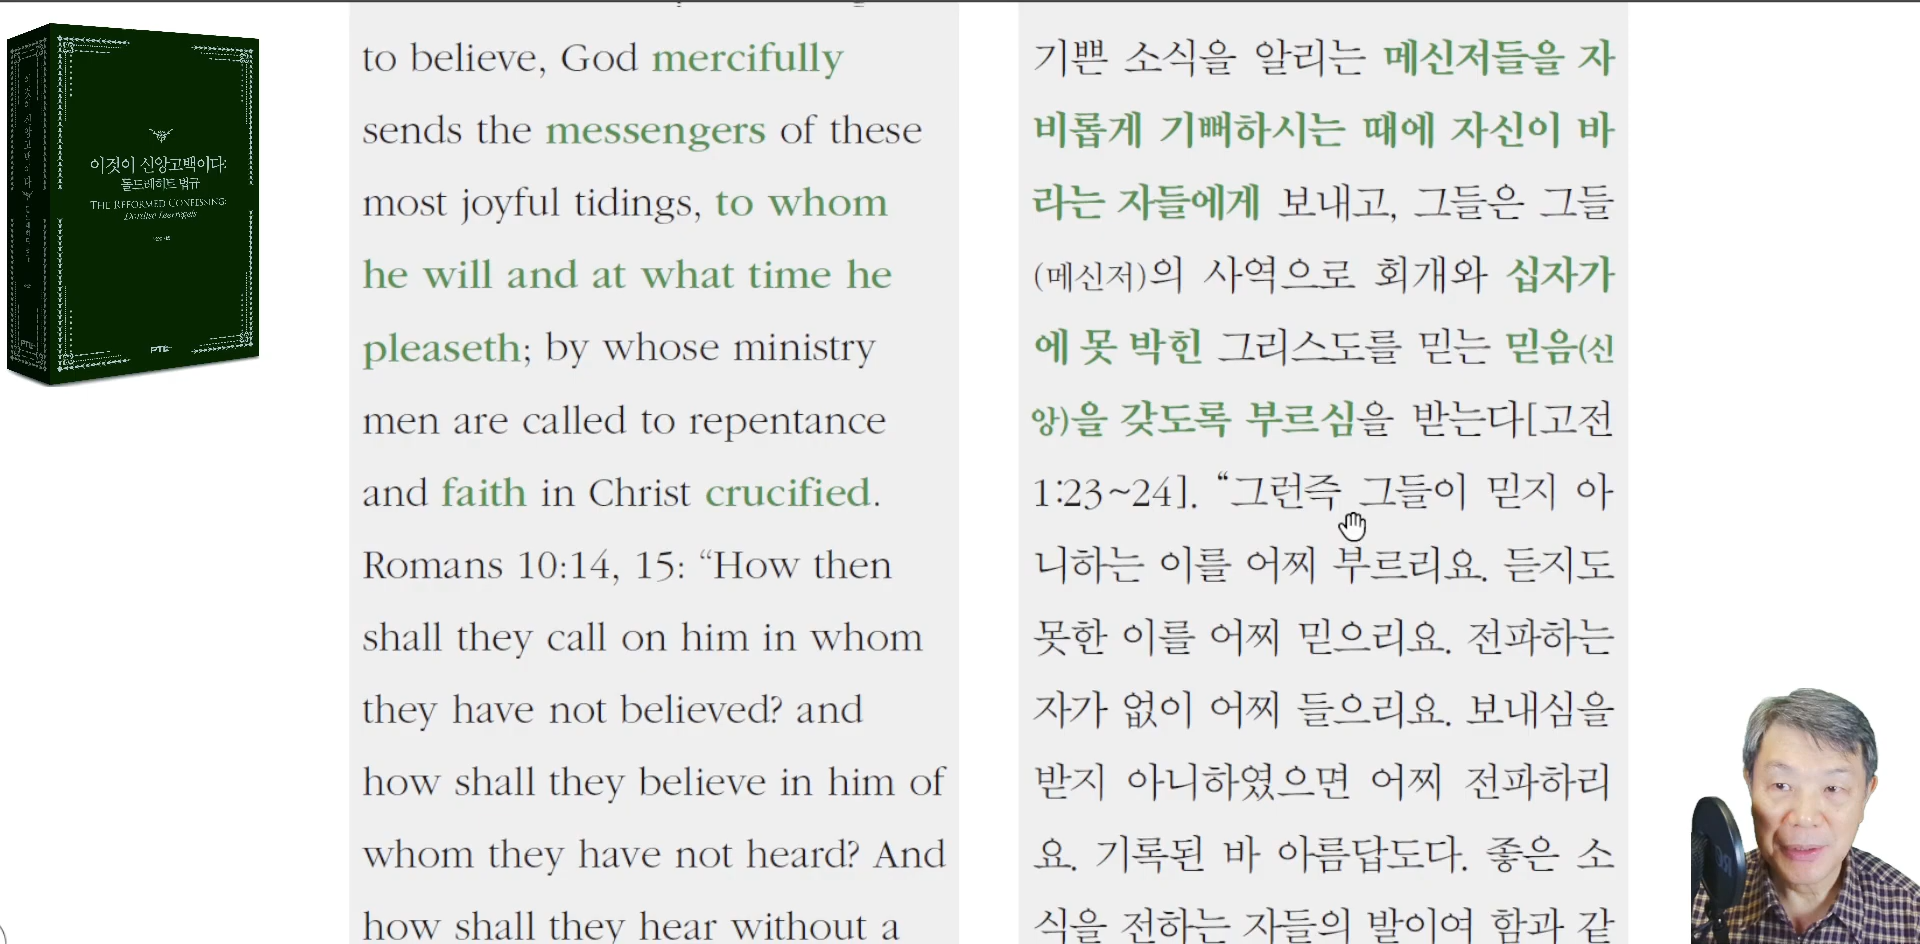 이것이 신앙고백이다:
돌드레히트 법규
THE REFORMED CONFESSING:
PTL
to believe, God mercifully
sends the messengers of these
most joyful tidings, to whom
he will and at what time he
pleaseth; by whose ministry
men are called to repentance
and faith in Christ crucified.
Romans 10:14, 15: “How then
shall they call on him in whom
they have not believed? and
how shall they believe in him of
whom they have not heard? And
how shall they hear without a
기쁜 소식을 알리는 메신저들을 자
비롭게 기뻐하시는 때에 자신이 바
라는 자들에게 보내고, 그들은 그들
(메신저)의 사역으로 회개와 십자가
에 못 박힌 그리스도를 믿는 믿음(신
앙)을 갖도록 부르심을 받는다[고전
1:23~24]. “그런즉 그들이 믿지 아
니하는 이를 어찌 부르리요. 듣지도
못한 이를 어찌 믿으리요. 전파하는
자가 없이 어찌 들으리요. 보내심을
받지 아니하였으면 어찌 전파하리
요. 기록된 바 아름답도다. 좋은 소
식을 전하는 자들의 발이여 함과 같